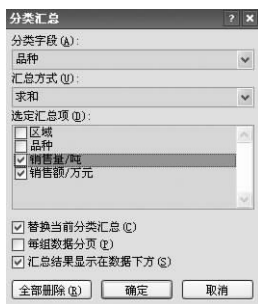 分类汇总
分类字段(A):
品种
汇总方式(U):
求和
选定汇总项(D):
区域
品种
销售量/吨
销售额/万元
替换当前分类汇总(C)
每组数据分页(P)
汇总结果显示在数据下方(S)
全部删除(R) 确定 取消